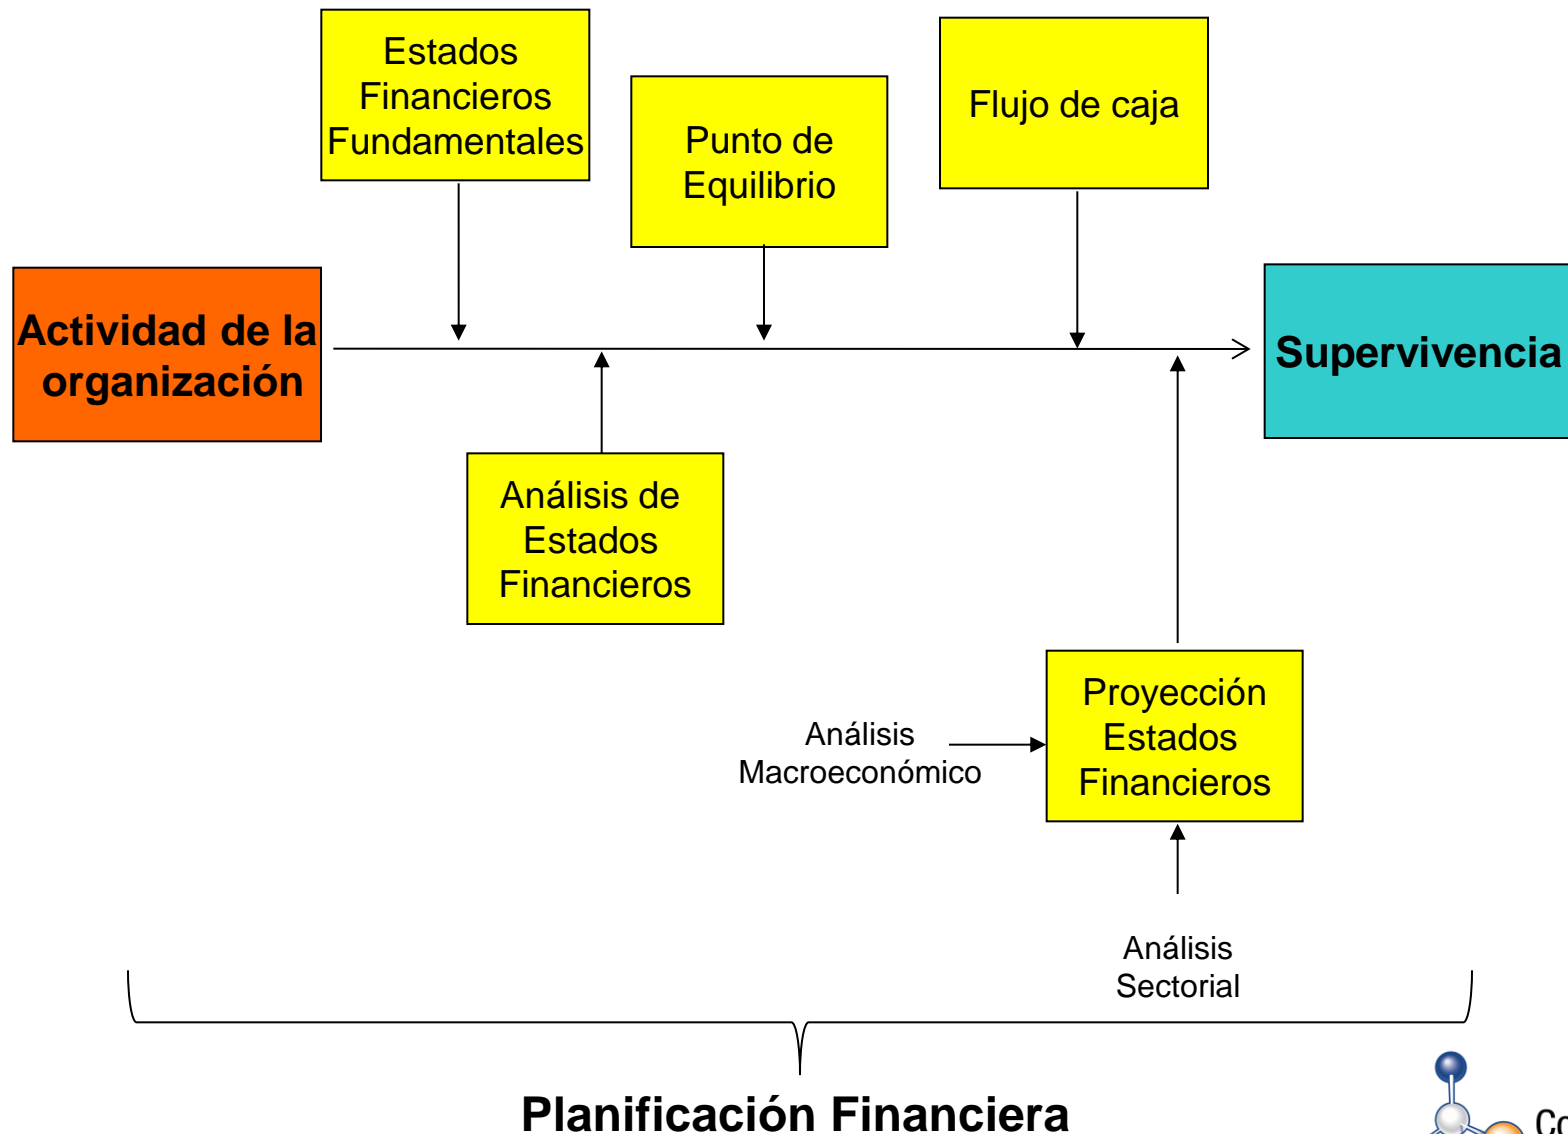 Estados
Financieros
Fundamentales
Punto de
Equilibrio
Flujo de caja
Actividad de la
organización
Supervivencia
Análisis de
Estados
Financieros
Proyección
Estados
Financieros
Análisis
Macroeconómico
Análisis
Sectorial
Planificación Financiera